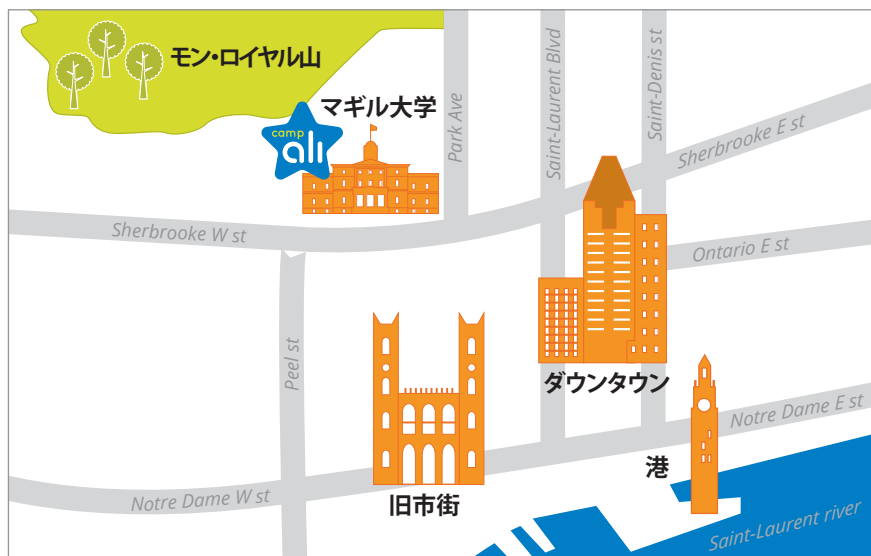 モン・ロイヤル山
マギル大学
camp
ali
Park Ave
Saint-Laurent Blvd
Saint-Denis st
Sherbrooke E st
Sherbrooke W st
Ontario E st
Peel st
ダウンタウン
Notre Dame E st
港
Notre Dame W st
旧市街
Saint-Laurent river